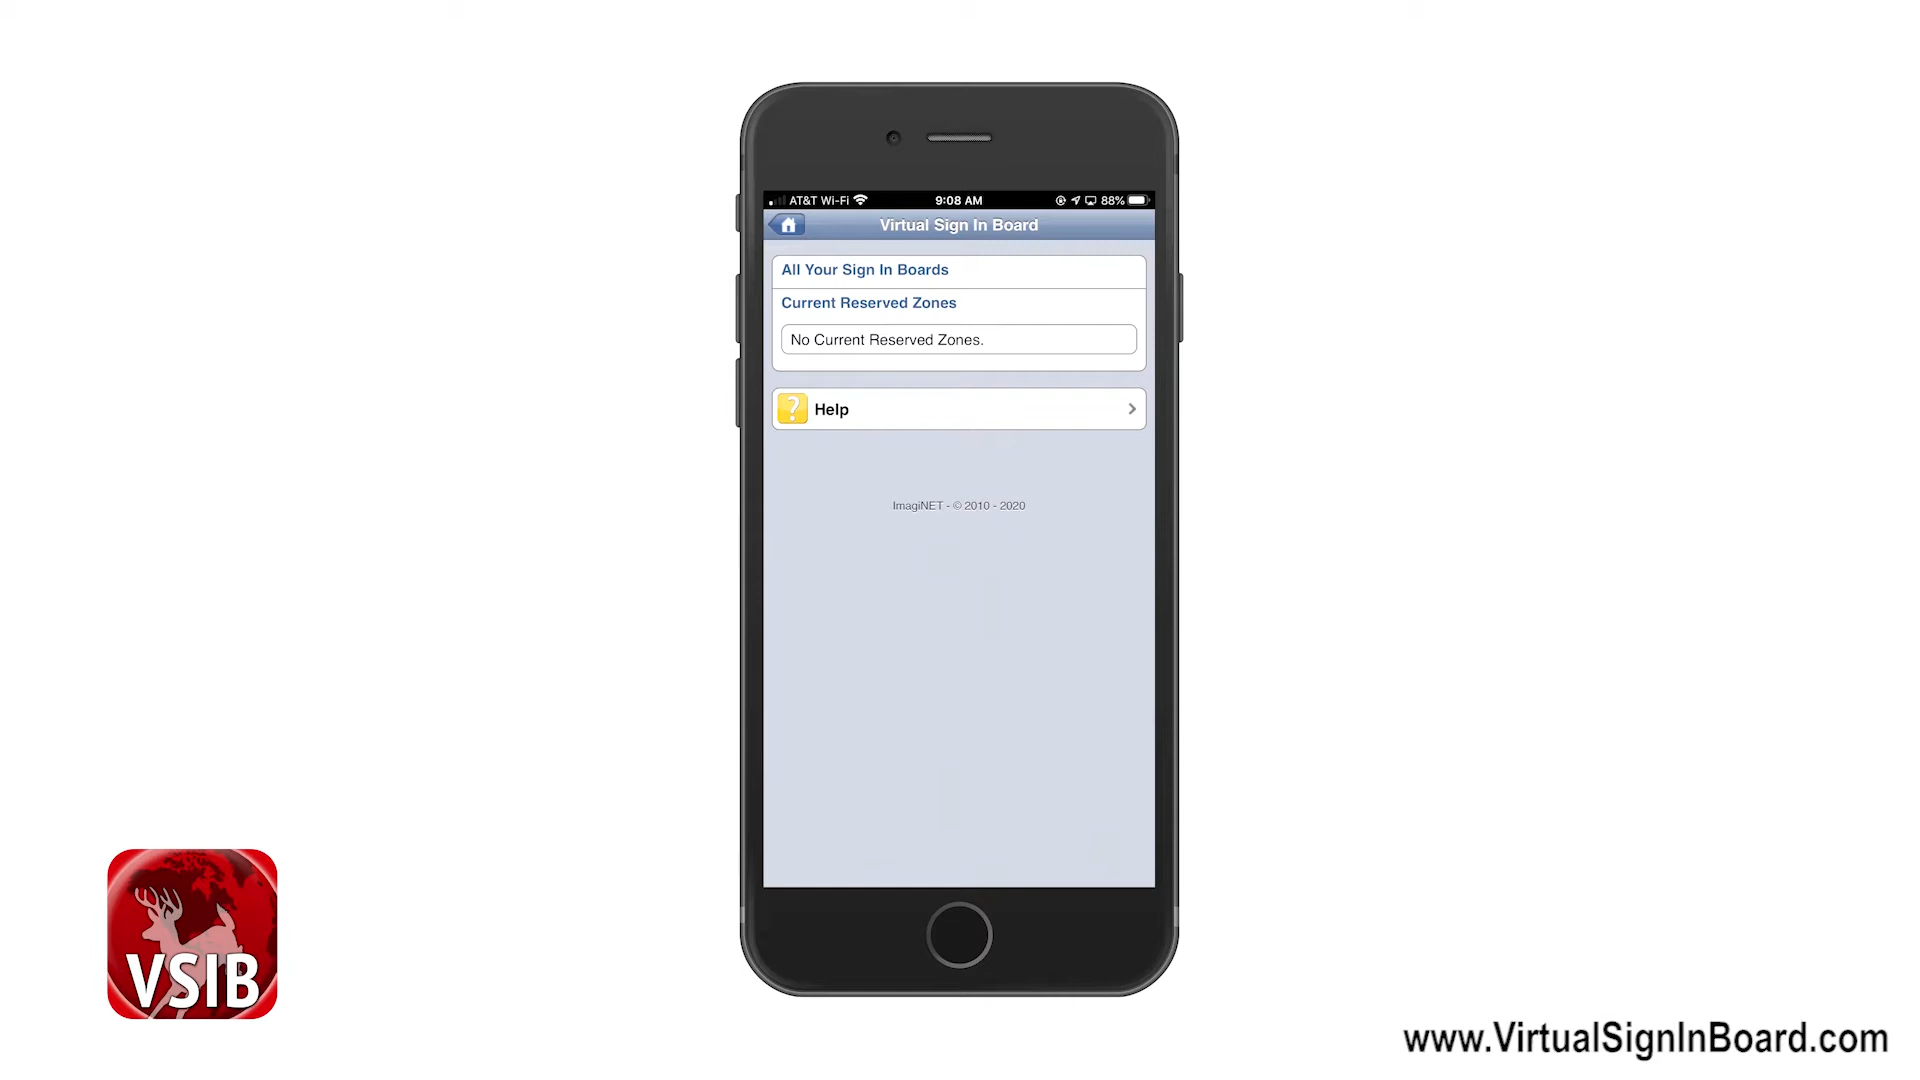 AT&T Wi-Fi 9:08 AM 88%
Virtual Sign In Board
All Your Sign In Boards
Current Reserved Zones
No Current Reserved Zones.
? Help
ImagiNET - © 2010 - 2020
VSIB
www.VirtualSignInBoard.com